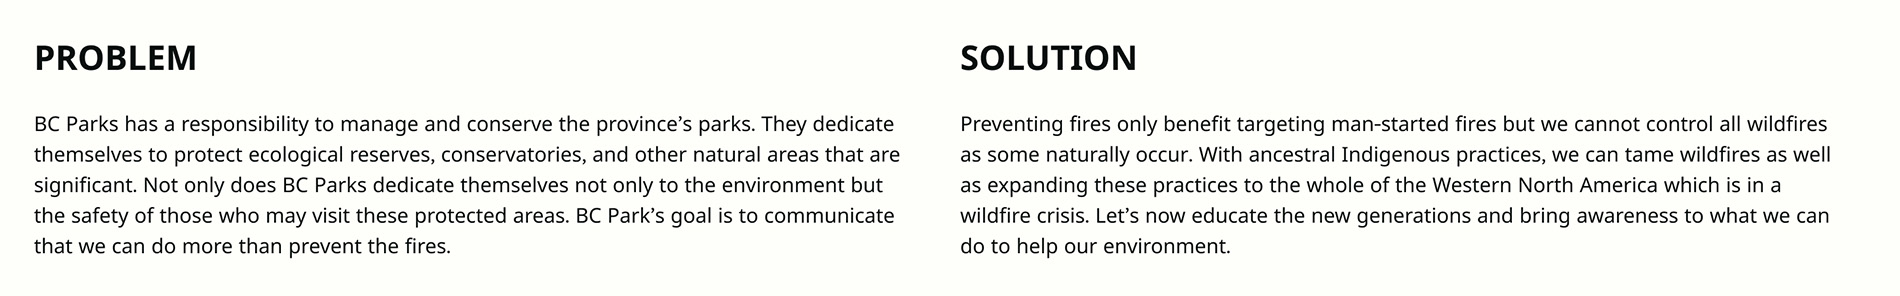 PROBLEM
BC Parks has a responsibility to manage and conserve the province’s parks. They dedicate
themselves to protect ecological reserves, conservatories, and other natural areas that are
significant. Not only does BC Parks dedicate themselves not only to the environment but
the safety of those who may visit these protected areas. BC Park’s goal is to communicate
that we can do more than prevent the fires.
SOLUTION
Preventing fires only benefit targeting man-started fires but we cannot control all wildfires
as some naturally occur. With ancestral Indigenous practices, we can tame wildfires as well
as expanding these practices to the whole of the Western North America which is in a
wildfire crisis. Let’s now educate the new generations and bring awareness to what we can
do to help our environment.